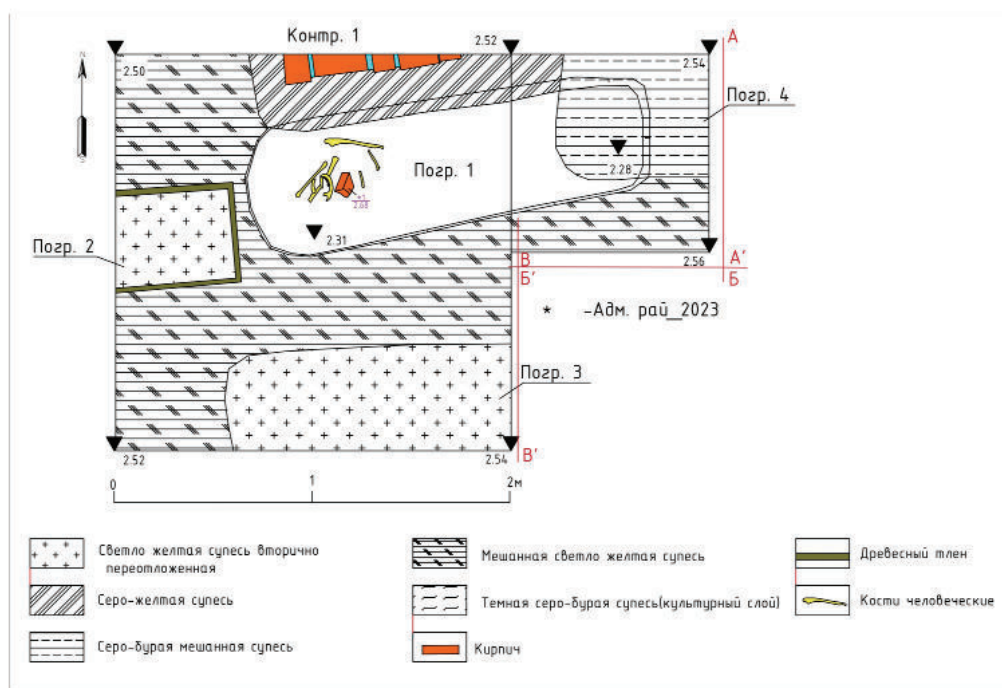 Контр. 1
2.52
А
2.50
2.54
Погр. 4
Погр. 1
2.28
2.31
Погр. 2
2.56
В
А'
Б'
Б
* -Адм. рай_2023
Погр. 3
2.52
2.54
В'
0 1 2м
Светло желтая супесь вторично
переотложенная
Мешанная светло желтая супесь
Древесный тлен
Серо-желтая супесь
Темная серо-бурая супесь(культурный слой)
Кости человеческие
Серо-бурая мешанная супесь
Кирпич